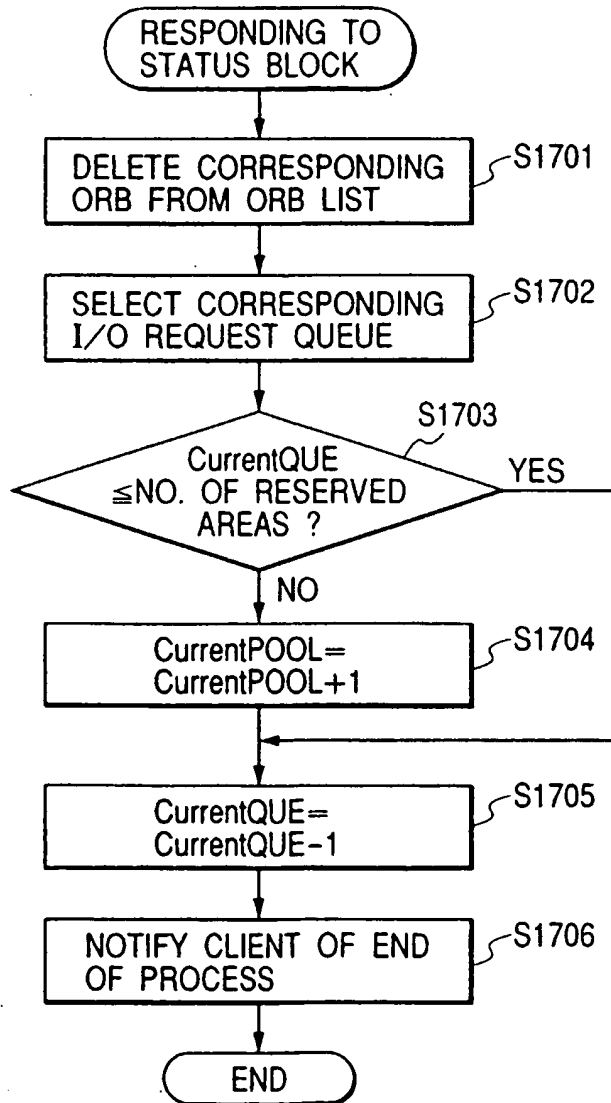 RESPONDING TO
STATUS BLOCK
DELETE CORRESPONDING
ORB FROM ORB LIST
S1701
SELECT CORRESPONDING
I/O REQUEST QUEUE
S1702
S1703
CurrentQUE
≦NO. OF RESERVED
AREAS ?
YES
NO
CurrentPOOL=
CurrentPOOL+1
S1704
CurrentQUE=
CurrentQUE-1
S1705
NOTIFY CLIENT OF END
OF PROCESS
S1706
END